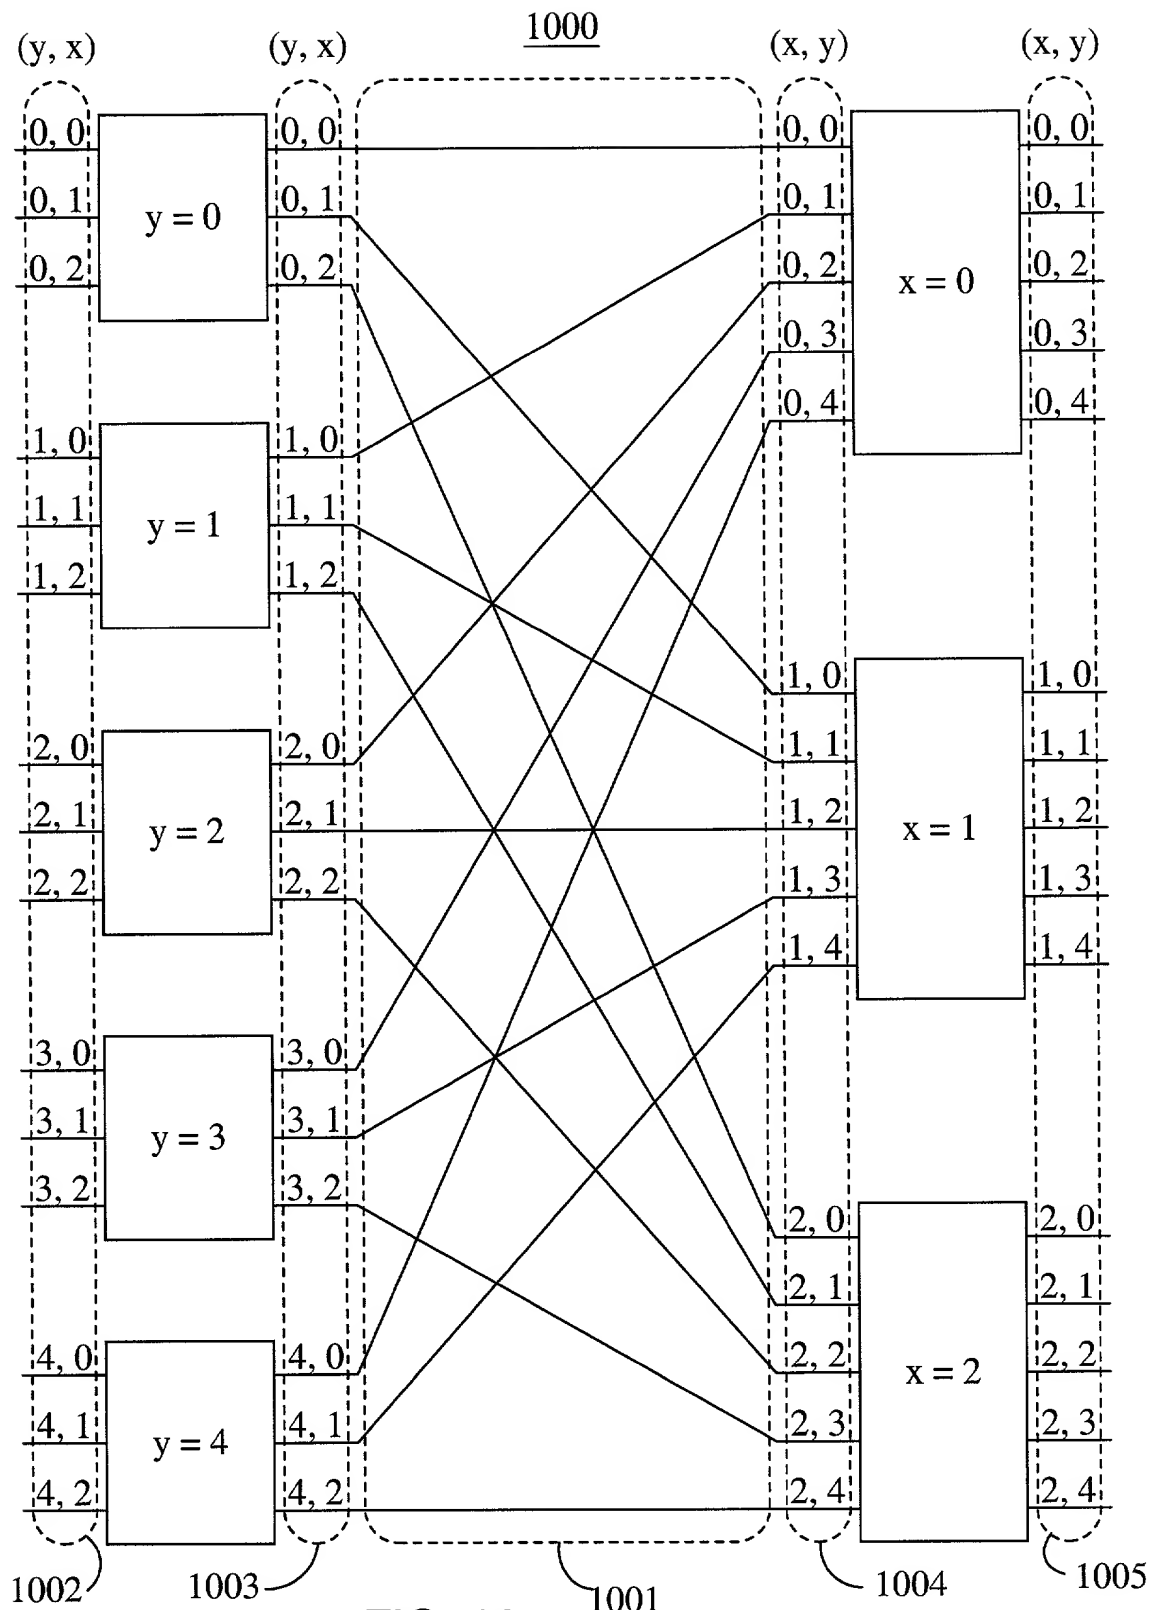 1000
(y, x) (y, x) (x, y) (x, y)
0, 0 0, 0 0, 0 0, 0
0, 1 y = 0 0, 1 0, 1 0, 1
0, 2 0, 2 0, 2 x = 0 0, 2
0, 3 0, 3
0, 4 0, 4
1, 0 1, 0
1, 1 y = 1 1, 1
1, 2 1, 2
1, 0 1, 0
2, 0 2, 0 1, 1 1, 1
2, 1 y = 2 2, 1 1, 2 x = 1 1, 2
2, 2 2, 2 1, 3 1, 3
1, 4 1, 4
3, 0 3, 0
3, 1 y = 3 3, 1
3, 2 3, 2
2, 0 2, 0
2, 1 2, 1
4, 0 4, 0 2, 2 x = 2 2, 2
4, 1 y = 4 4, 1 2, 3 2, 3
4, 2 4, 2 2, 4 2, 4
1002 1003 1001 1004 1005